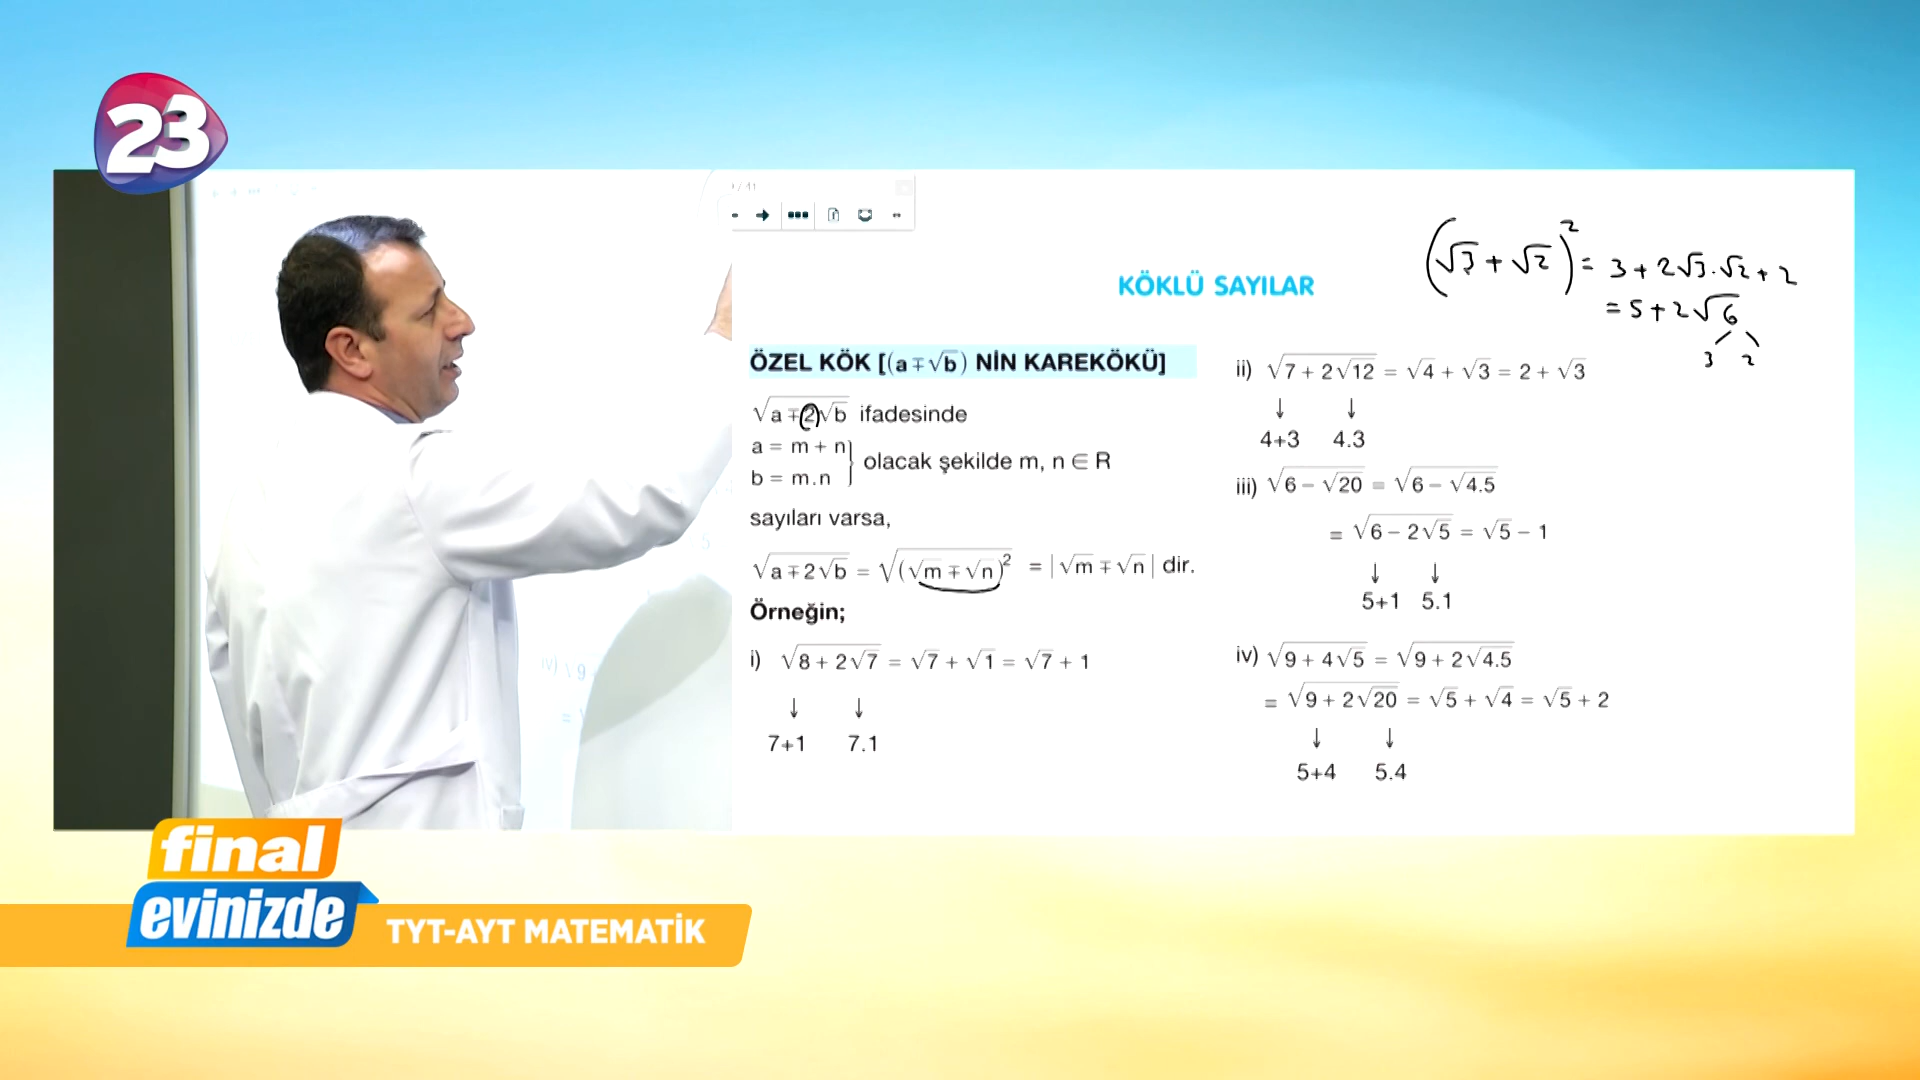 23
1 / 41
KÖKLÜ SAYILAR
(√3 + √2)² = 3 + 2√3.√2 + 2
= 5 + 2√6
3 2
ÖZEL KÖK [(a ∓ √b) NİN KAREKÖKÜ]
√(a ∓ 2√b) ifadesinde
a = m + n
b = m.n
} olacak şekilde m, n ∈ R
sayıları varsa,
√(a ∓ 2√b) = √((√m ∓ √n)²) = |√m ∓ √n| dir.
Örneğin;
i) √(8 + 2√7) = √7 + √1 = √7 + 1
↓ ↓
7+1 7.1
ii) √(7 + 2√12) = √4 + √3 = 2 + √3
↓ ↓
4+3 4.3
iii) √(6 − √20) = √(6 − √4.5)
= √(6 − 2√5) = √5 − 1
↓ ↓
5+1 5.1
iv) √(9 + 4√5) = √(9 + 2√4.5)
= √(9 + 2√20) = √5 + √4 = √5 + 2
↓ ↓
5+4 5.4
iv) √9
= √
final
evinizde
TYT-AYT MATEMATİK